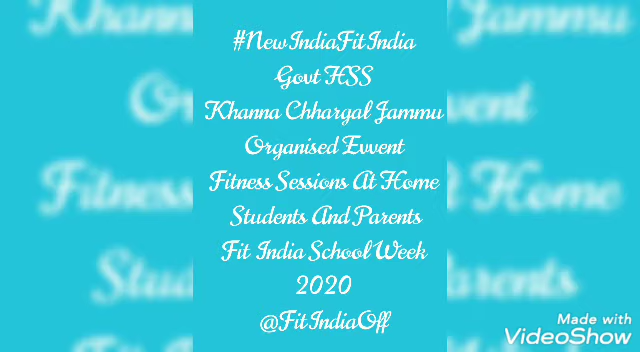 #NewIndiaFitIndia
Govt HSS
Khanna Chhargal Jammu
Organised Evvent
Fitness Sessions At Home
Students And Parents
Fit India School Week
2020
@FitIndiaOff
Made with
VideoShow